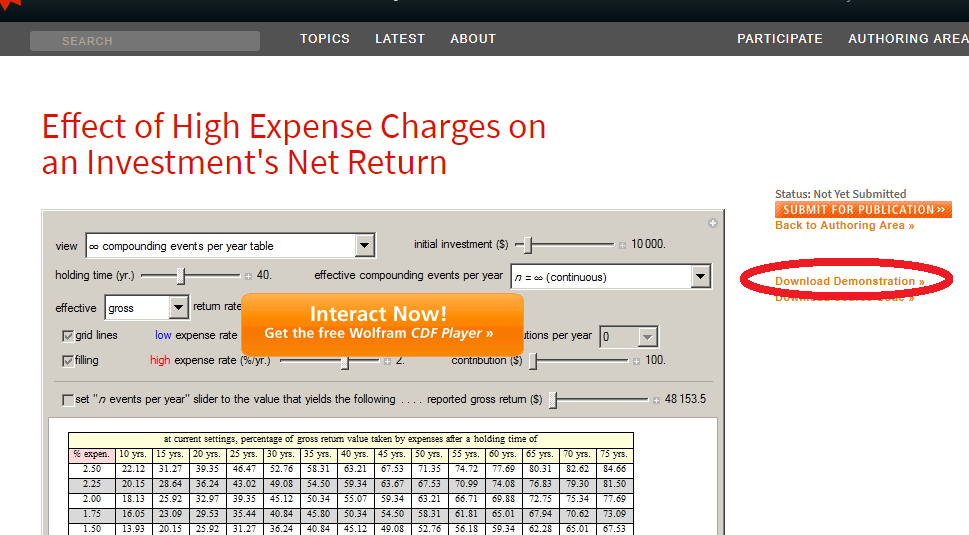 SEARCH TOPICS LATEST ABOUT PARTICIPATE AUTHORING AREA
Effect of High Expense Charges on
an Investment's Net Return
Status: Not Yet Submitted
SUBMIT FOR PUBLICATION »
Back to Authoring Area »
Download Demonstration »
view ∞ compounding events per year table initial investment ($) 10 000.
holding time (yr.) 40. effective compounding events per year n = ∞ (continuous)
effective gross return rate
Interact Now!
Get the free Wolfram CDF Player »
grid lines low expense rate utions per year 0
filling high expense rate (%/yr.) 2. contribution ($) 100.
set "n events per year" slider to the value that yields the following . . . . reported gross return ($) 48 153.5
at current settings, percentage of gross return value taken by expenses after a holding time of
% expen. 10 yrs. 15 yrs. 20 yrs. 25 yrs. 30 yrs. 35 yrs. 40 yrs. 45 yrs. 50 yrs. 55 yrs. 60 yrs. 65 yrs. 70 yrs. 75 yrs.
2.50 22.12 31.27 39.35 46.47 52.76 58.31 63.21 67.53 71.35 74.72 77.69 80.31 82.62 84.66
2.25 20.15 28.64 36.24 43.02 49.08 54.50 59.34 63.67 67.53 70.99 74.08 76.83 79.30 81.50
2.00 18.13 25.92 32.97 39.35 45.12 50.34 55.07 59.34 63.21 66.71 69.88 72.75 75.34 77.69
1.75 16.05 23.09 29.53 35.44 40.84 45.80 50.34 54.50 58.31 61.81 65.01 67.94 70.62 73.09
1.50 13.93 20.15 25.92 31.27 36.24 40.84 45.12 49.08 52.76 56.18 59.34 62.28 65.01 67.53